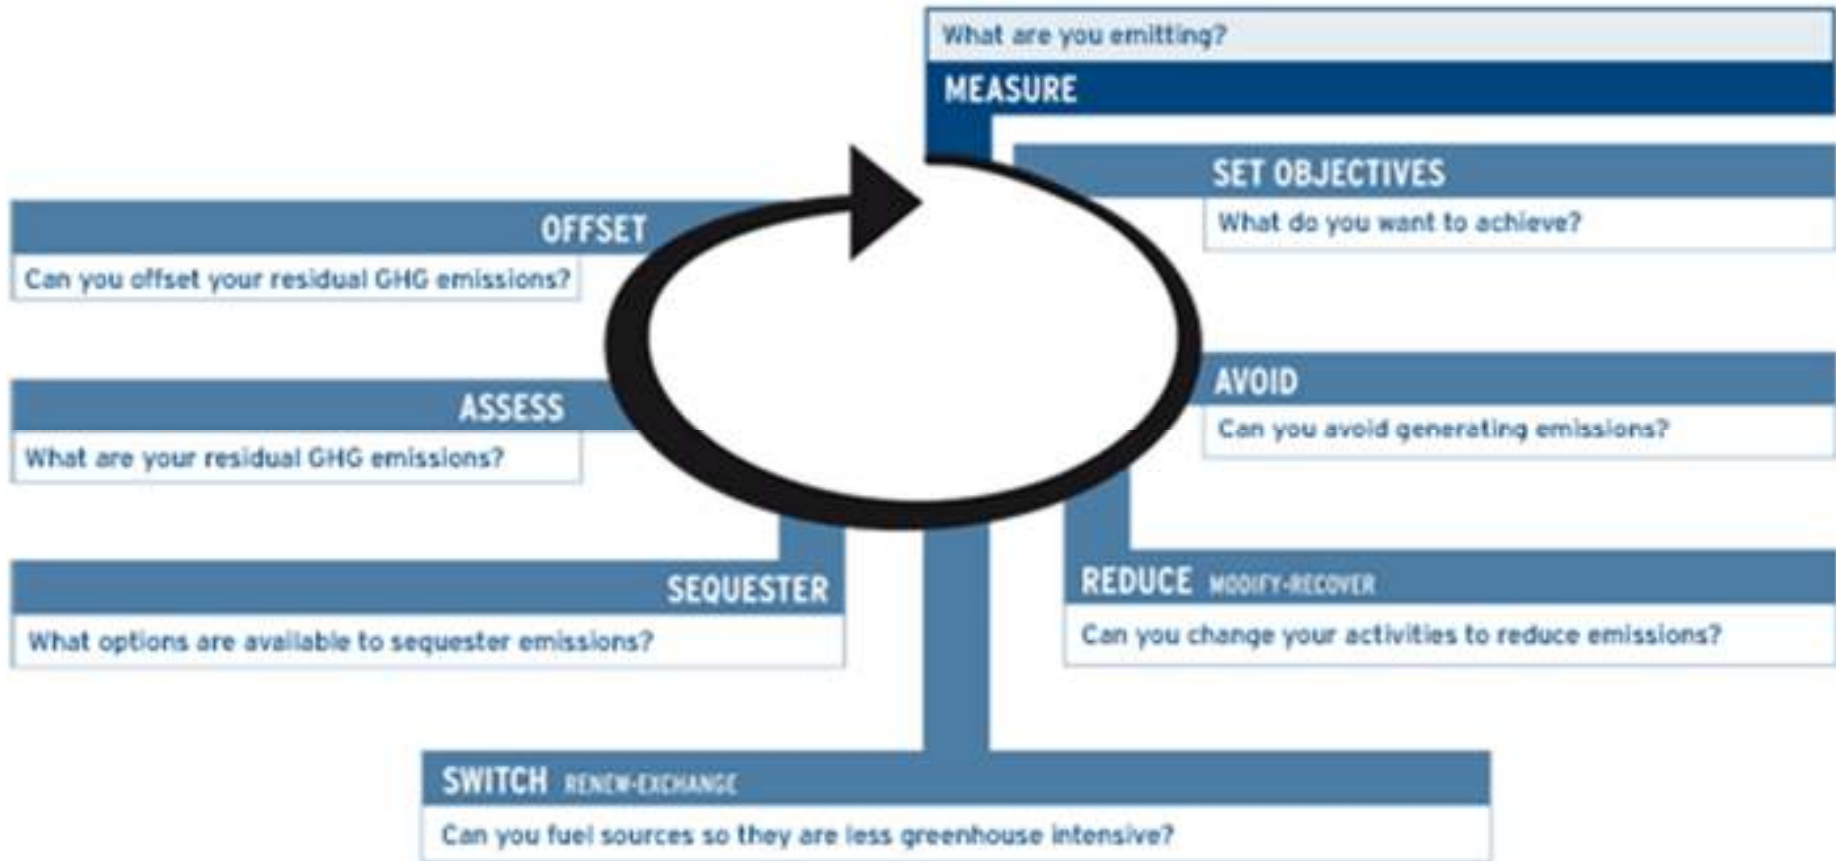 What are you emitting?
MEASURE
SET OBJECTIVES
What do you want to achieve?
AVOID
Can you avoid generating emissions?
REDUCE MODIFY-RECOVER
Can you change your activities to reduce emissions?
SWITCH RENEW-EXCHANGE
Can you fuel sources so they are less greenhouse intensive?
SEQUESTER
What options are available to sequester emissions?
ASSESS
What are your residual GHG emissions?
OFFSET
Can you offset your residual GHG emissions?